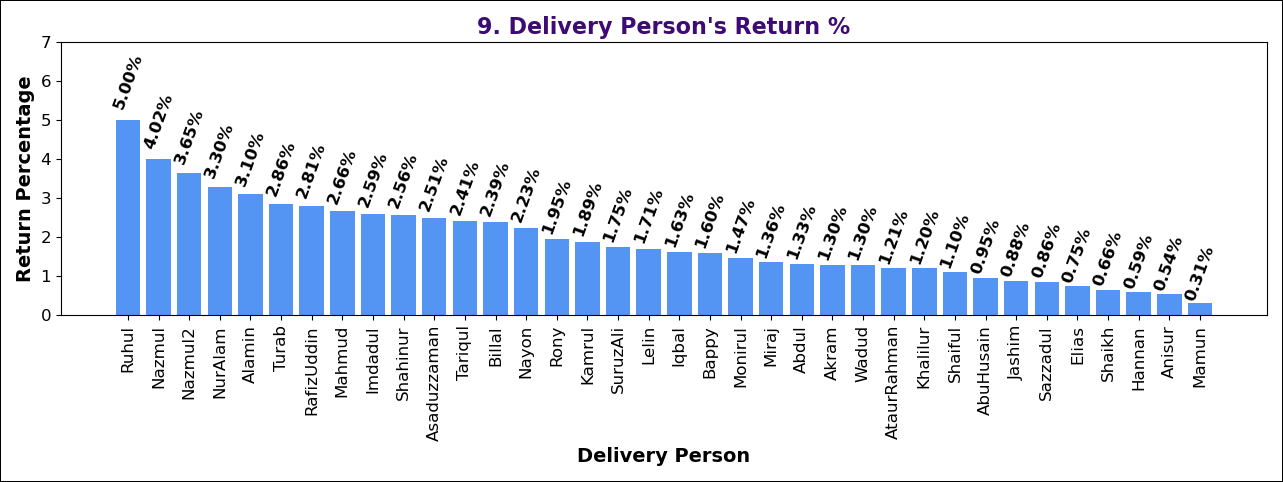 9. Delivery Person's Return %
Return Percentage
7
6
5
4
3
2
1
0
5.00%
4.02%
3.65%
3.30%
3.10%
2.86%
2.81%
2.66%
2.59%
2.56%
2.51%
2.41%
2.39%
2.23%
1.95%
1.89%
1.75%
1.71%
1.63%
1.60%
1.47%
1.36%
1.33%
1.30%
1.30%
1.21%
1.20%
1.10%
0.95%
0.88%
0.86%
0.75%
0.66%
0.59%
0.54%
0.31%
Ruhul
Nazmul
Nazmul2
NurAlam
Alamin
Turab
RafizUddin
Mahmud
Imdadul
Shahinur
Asaduzzaman
Tariqul
Billal
Nayon
Rony
Kamrul
SuruzAli
Lelin
Iqbal
Bappy
Monirul
Miraj
Abdul
Akram
Wadud
AtaurRahman
Khalilur
Shaiful
AbuHusain
Jashim
Sazzadul
Elias
Shaikh
Hannan
Anisur
Mamun
Delivery Person